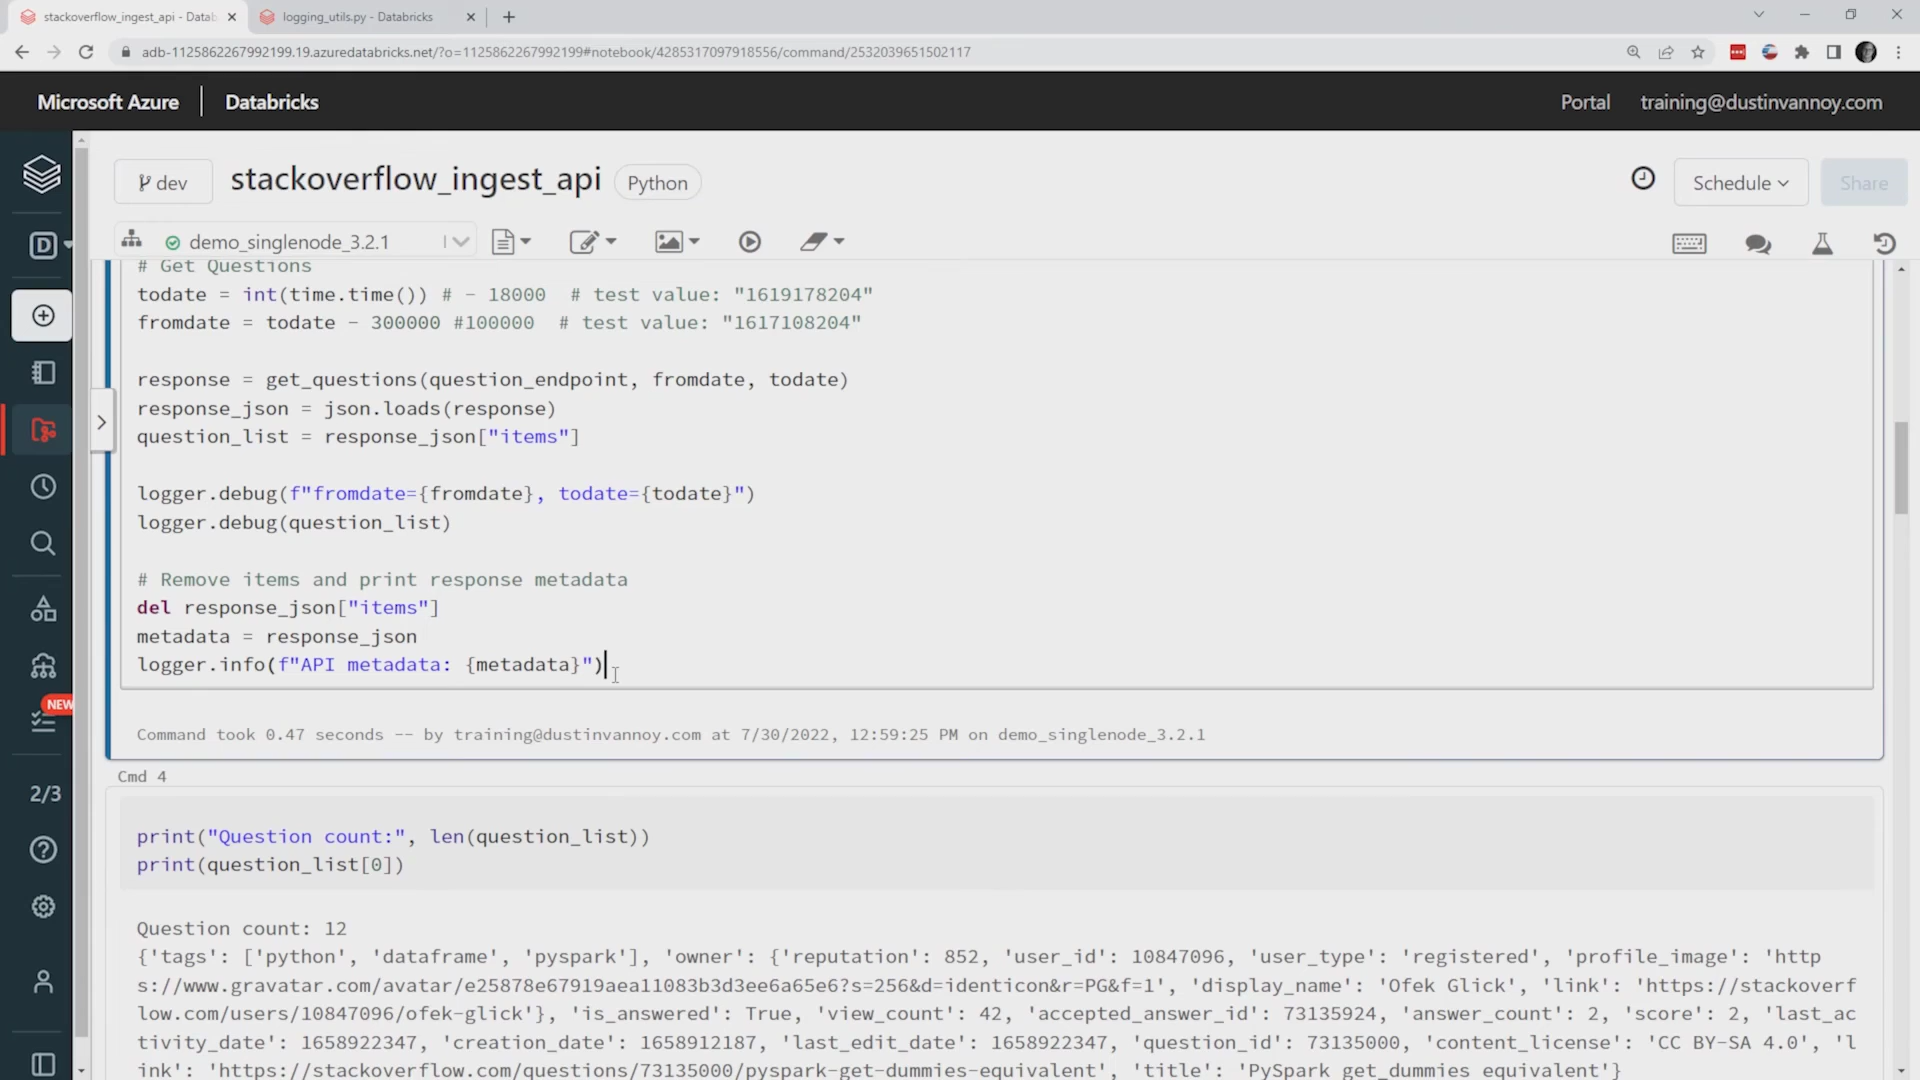 stackoverflow_ingest_api - Datab
logging_utils.py - Databricks
adb-1125862267992199.19.azuredatabricks.net/?o=1125862267992199#notebook/4285317097918556/command/2532039651502117
Microsoft Azure
Databricks
Portal
training@dustinvannoy.com
dev
stackoverflow_ingest_api
Python
Schedule
Share
D
demo_singlenode_3.2.1
# Get Questions
todate = int(time.time()) # - 18000  # test value: "1619178204"
fromdate = todate - 300000 #100000  # test value: "1617108204"
response = get_questions(question_endpoint, fromdate, todate)
response_json = json.loads(response)
question_list = response_json["items"]
logger.debug(f"fromdate={fromdate}, todate={todate}")
logger.debug(question_list)
# Remove items and print response metadata
del response_json["items"]
metadata = response_json
logger.info(f"API metadata: {metadata}")
NEW
Command took 0.47 seconds -- by training@dustinvannoy.com at 7/30/2022, 12:59:25 PM on demo_singlenode_3.2.1
Cmd 4
2/3
print("Question count:", len(question_list))
print(question_list[0])
Question count: 12
{'tags': ['python', 'dataframe', 'pyspark'], 'owner': {'reputation': 852, 'user_id': 10847096, 'user_type': 'registered', 'profile_image': 'http
s://www.gravatar.com/avatar/e25878e67919aea11083b3d3ee6a65e6?s=256&d=identicon&r=PG&f=1', 'display_name': 'Ofek Glick', 'link': 'https://stackoverf
low.com/users/10847096/ofek-glick'}, 'is_answered': True, 'view_count': 42, 'accepted_answer_id': 73135924, 'answer_count': 2, 'score': 2, 'last_ac
tivity_date': 1658922347, 'creation_date': 1658912187, 'last_edit_date': 1658922347, 'question_id': 73135000, 'content_license': 'CC BY-SA 4.0', 'l
ink': 'https://stackoverflow.com/questions/73135000/pyspark-get-dummies-equivalent', 'title': 'PySpark get_dummies equivalent'}